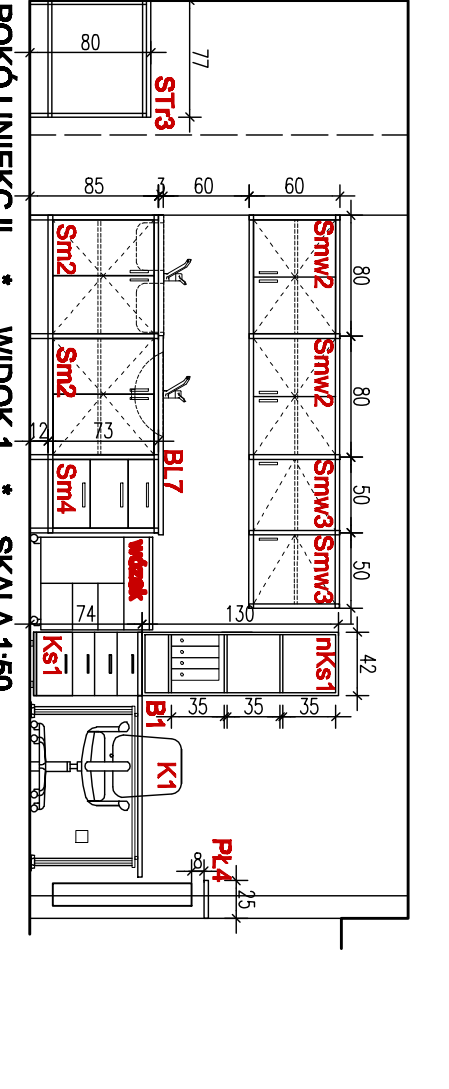 80 80 50 50 42
Smw2 Smw2 Smw3 Smw3 nKs1
60 60 3 85
130 74
35 35 35
25
PŁ4
8
77
STr3
80
BL7
K1
B1
wózek
73 12
Sm2 Sm2 Sm4 Ks1
POKÓJ INIEKCJI * WIDOK 1 * SKALA 1:50